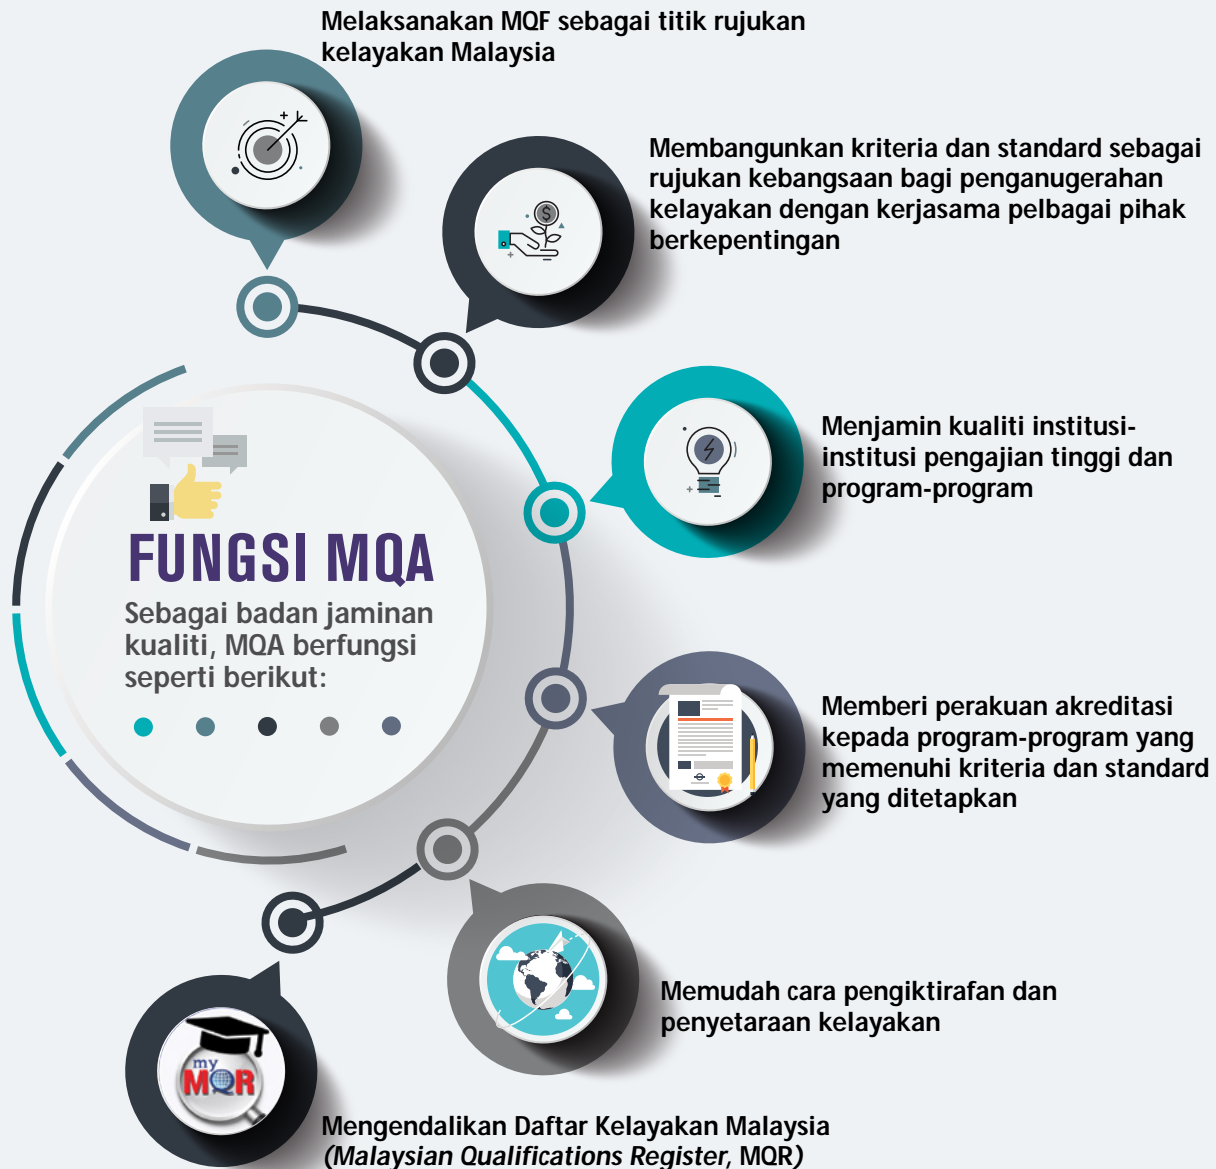 Melaksanakan MQF sebagai titik rujukan
kelayakan Malaysia
Membangunkan kriteria dan standard sebagai
rujukan kebangsaan bagi penganugerahan
kelayakan dengan kerjasama pelbagai pihak
berkepentingan
Menjamin kualiti institusi-
institusi pengajian tinggi dan
program-program
FUNGSI MQA
Sebagai badan jaminan
kualiti, MQA berfungsi
seperti berikut:
Memberi perakuan akreditasi
kepada program-program yang
memenuhi kriteria dan standard
yang ditetapkan
Memudah cara pengiktirafan dan
penyetaraan kelayakan
my
MQR
Mengendalikan Daftar Kelayakan Malaysia
(Malaysian Qualifications Register, MQR)